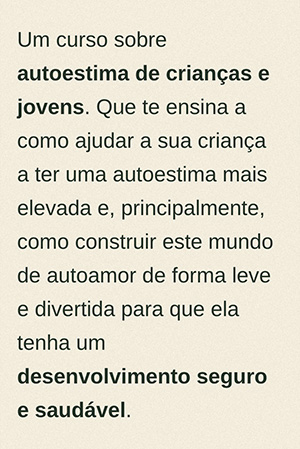 Um curso sobre
autoestima de crianças e
jovens. Que te ensina a
como ajudar a sua criança
a ter uma autoestima mais
elevada e, principalmente,
como construir este mundo
de autoamor de forma leve
e divertida para que ela
tenha um
desenvolvimento seguro
e saudável.